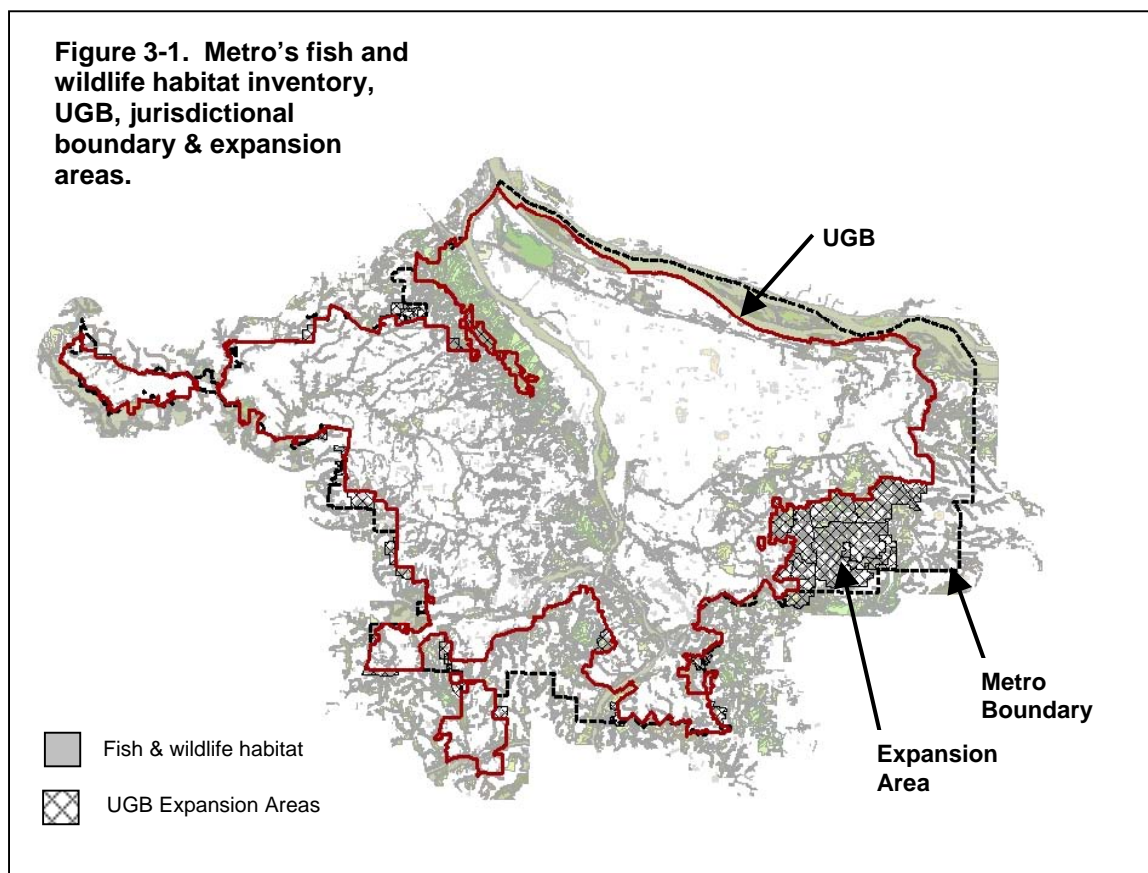 Figure 3-1. Metro’s fish and
wildlife habitat inventory,
UGB, jurisdictional
boundary & expansion
areas.
UGB
Metro
Boundary
Expansion
Area
Fish & wildlife habitat
UGB Expansion Areas